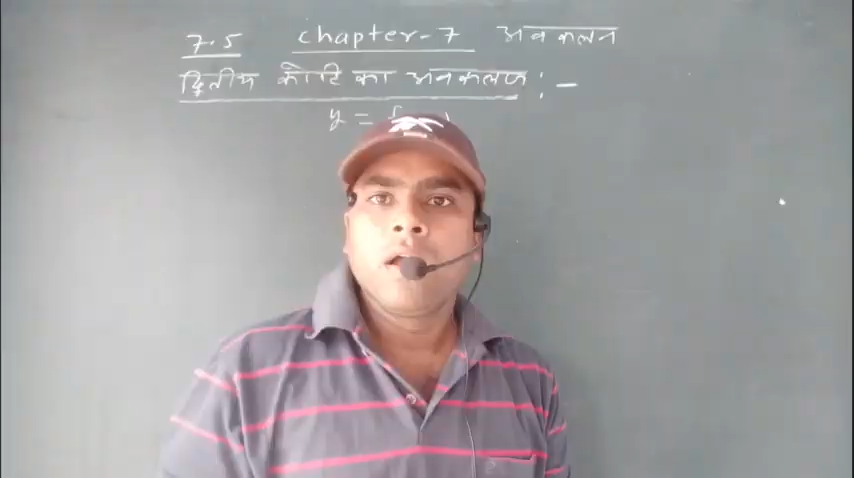 7.5 chapter-7 अवकलन
द्वितीय कोटि का अवकलज :-
y =